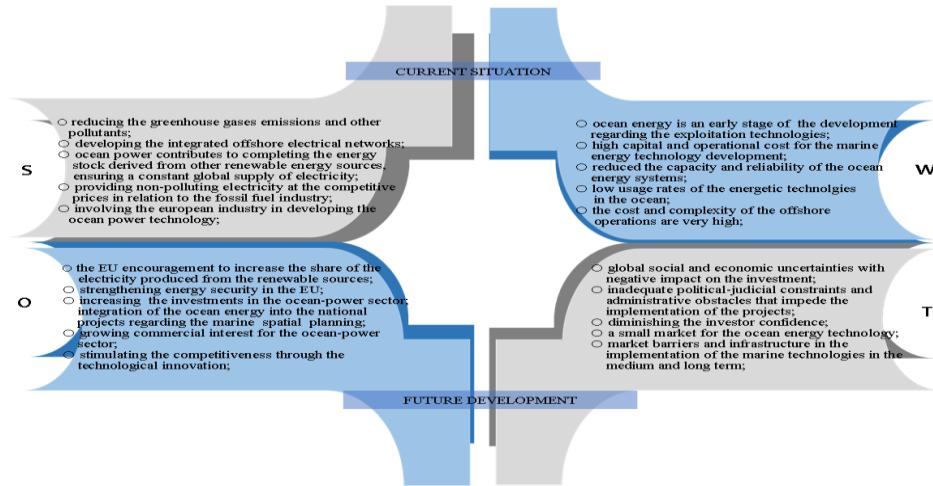 CURRENT SITUATION
S
○ reducing the greenhouse gases emissions and other
pollutants;
○ developing the integrated offshore electrical networks;
○ ocean power contributes to completing the energy
stock derived from other renewable energy sources,
ensuring a constant global supply of electricity;
○ providing non-polluting electricity at the competitive
prices in relation to the fossil fuel industry;
○ involving the european industry in developing the
ocean power technology;
W
○ ocean energy is an early stage of the development
regarding the exploitation technologies;
○ high capital and operational cost for the marine
energy technology development;
○ reduced the capacity and reliability of the ocean
energy systems;
○ low usage rates of the energetic technolgies
in the ocean;
○ the cost and complexity of the offshore
operations are very high;
O
○ the EU encouragement to increase the share of the
electricity produced from the renewable sources;
○ strengthening energy security in the EU;
○ increasing the investments in the ocean-power sector;
○ integration of the ocean energy into the national
projects regarding the marine spatial planning;
○ growing commercial interest for the ocean-power
sector;
○ stimulating the competitiveness through the
technological innovation;
T
○ global social and economic uncertainties with
negative impact on the investment;
○ inadequate political-judicial constraints and
administrative obstacles that impede the
implementation of the projects;
○ diminishing the investor confidence;
○ a small market for the ocean energy technology;
○ market barriers and infrastructure in the
implementation of the marine technologies in the
medium and long term;
FUTURE DEVELOPMENT